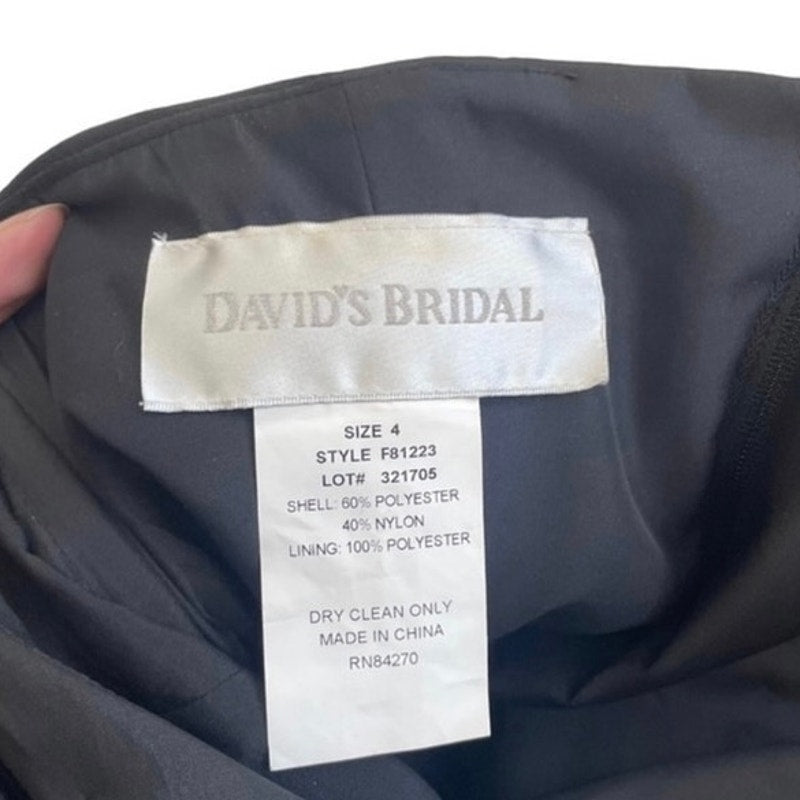 DAVID'S BRIDAL
SIZE 4
STYLE F81223
LOT# 321705
SHELL: 60% POLYESTER
40% NYLON
LINING: 100% POLYESTER
DRY CLEAN ONLY
MADE IN CHINA
RN84270